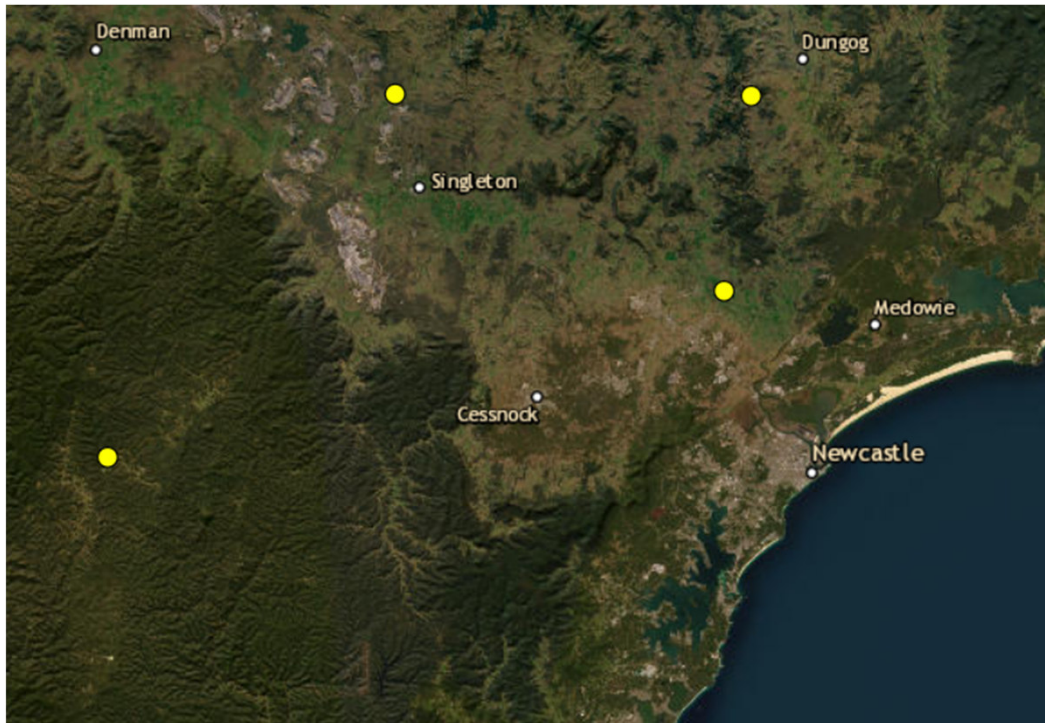 Denman
Dungog
Singleton
Medowie
Cessnock
Newcastle